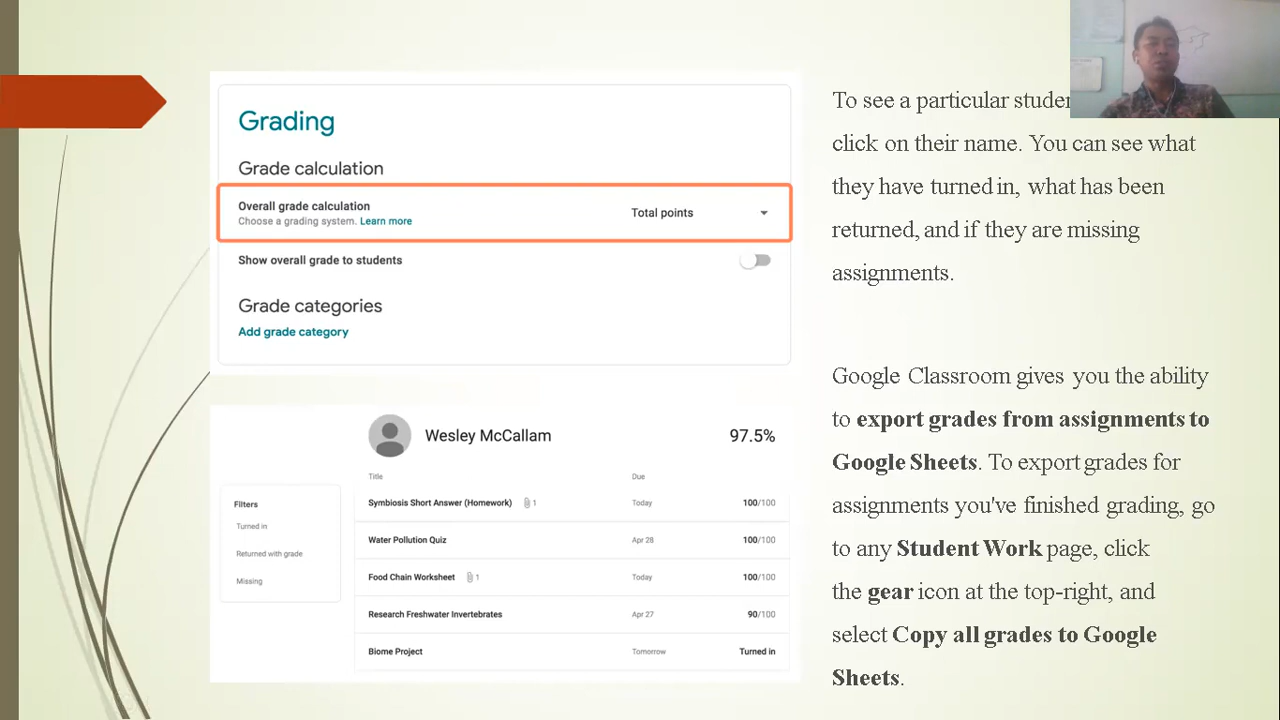 Grading
Grade calculation
Overall grade calculation
Choose a grading system. Learn more
Total points
Show overall grade to students
Grade categories
Add grade category
Wesley McCallam 97.5%
Title Due
Symbiosis Short Answer (Homework) 1 Today 100/100
Water Pollution Quiz Apr 28 100/100
Food Chain Worksheet 1 Today 100/100
Research Freshwater Invertebrates Apr 27 90/100
Biome Project Tomorrow Turned in
Filters
Turned in
Returned with grade
Missing
To see a particular
click on their name. You can see what
they have turned in, what has been
returned, and if they are missing
assignments.
Google Classroom gives you the ability
to export grades from assignments to
Google Sheets. To export grades for
assignments you've finished grading, go
to any Student Work page, click
the gear icon at the top-right, and
select Copy all grades to Google
Sheets.